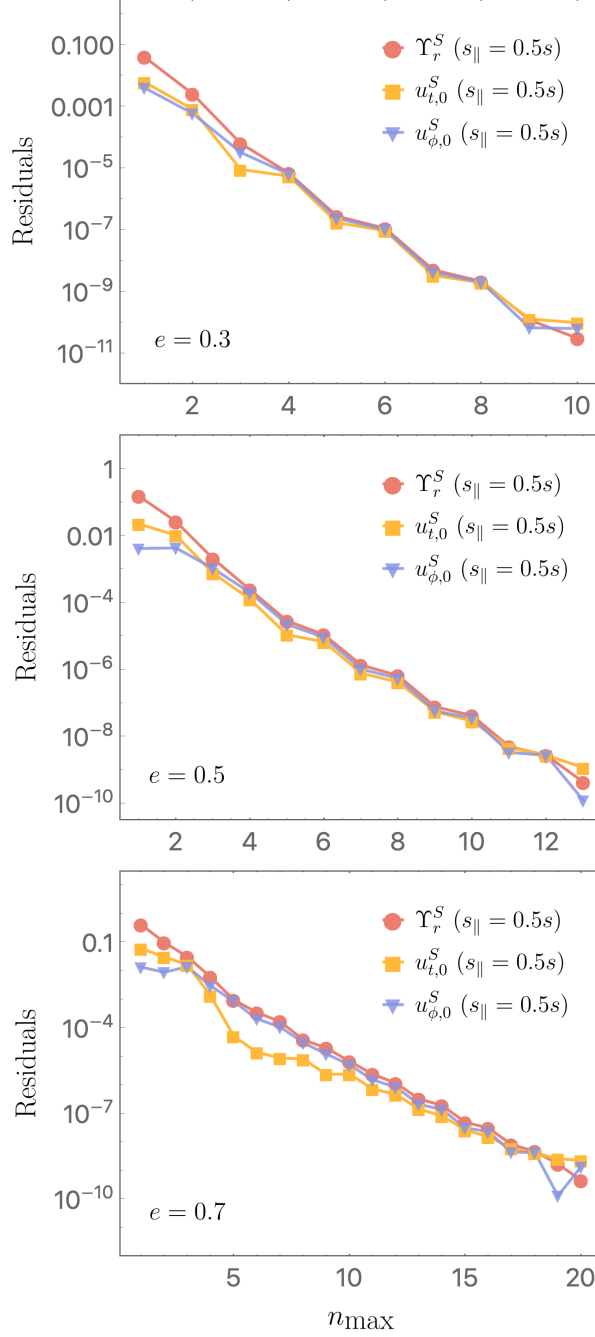 0.100
0.001
10⁻⁵
10⁻⁷
10⁻⁹
10⁻¹¹
Residuals
Υ_r^S (s_∥ = 0.5s)
u_{t,0}^S (s_∥ = 0.5s)
u_{ϕ,0}^S (s_∥ = 0.5s)
e = 0.3
2 4 6 8 10
1
0.01
10⁻⁴
10⁻⁶
10⁻⁸
10⁻¹⁰
Residuals
Υ_r^S (s_∥ = 0.5s)
u_{t,0}^S (s_∥ = 0.5s)
u_{ϕ,0}^S (s_∥ = 0.5s)
e = 0.5
2 4 6 8 10 12
0.1
10⁻⁴
10⁻⁷
10⁻¹⁰
Residuals
Υ_r^S (s_∥ = 0.5s)
u_{t,0}^S (s_∥ = 0.5s)
u_{ϕ,0}^S (s_∥ = 0.5s)
e = 0.7
5 10 15 20
n_max